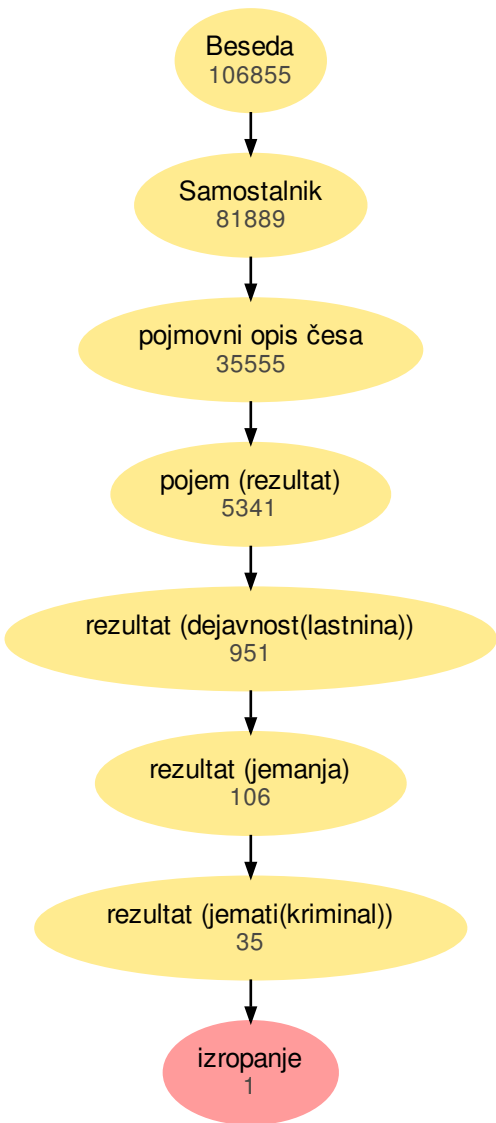 Beseda
106855
Samostalnik
81889
pojmovni opis česa
35555
pojem (rezultat)
5341
rezultat (dejavnost(lastnina))
951
rezultat (jemanja)
106
rezultat (jemati(kriminal))
35
izropanje
1